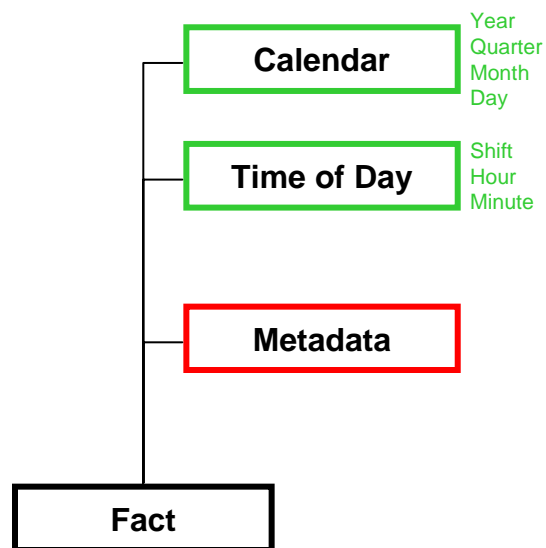 Calendar
Year
Quarter
Month
Day
Time of Day
Shift
Hour
Minute
Metadata
Fact